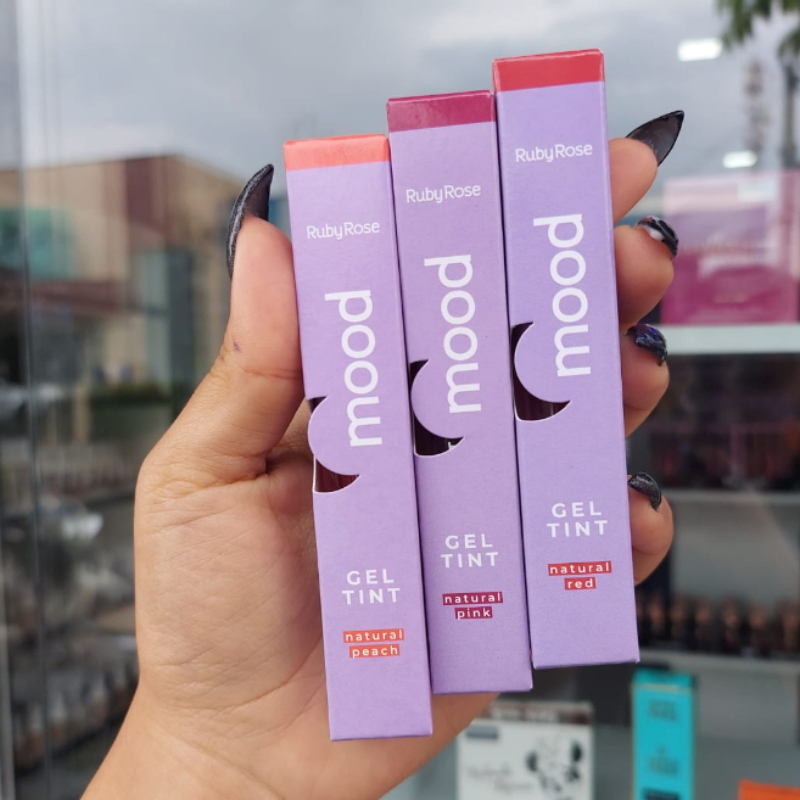 RubyRose
mood
GEL
TINT
natural
peach
RubyRose
mood
GEL
TINT
natural
pink
RubyRose
mood
GEL
TINT
natural
red